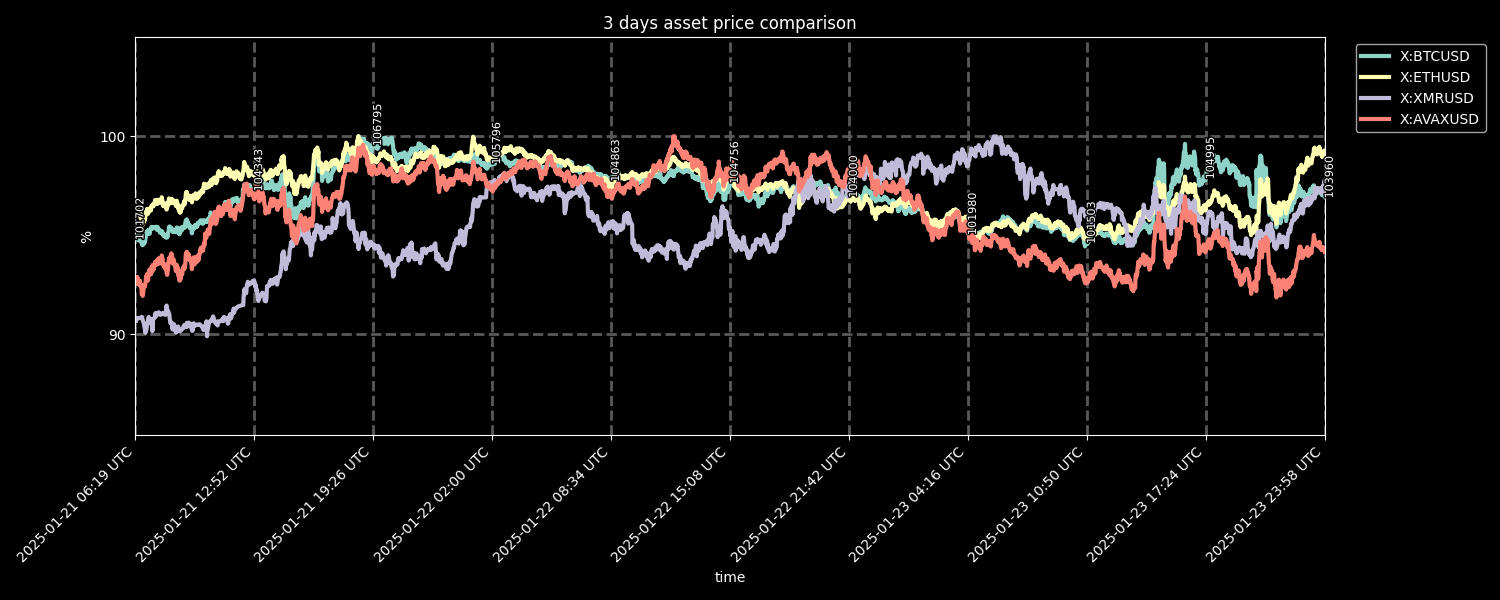 3 days asset price comparison
X:BTCUSD
X:ETHUSD
X:XMRUSD
X:AVAXUSD
100
90
%
101702
104343
106795
105796
104863
104756
104000
101980
101503
104995
103960
2025-01-21 06:19 UTC
2025-01-21 12:52 UTC
2025-01-21 19:26 UTC
2025-01-22 02:00 UTC
2025-01-22 08:34 UTC
2025-01-22 15:08 UTC
2025-01-22 21:42 UTC
2025-01-23 04:16 UTC
2025-01-23 10:50 UTC
2025-01-23 17:24 UTC
2025-01-23 23:58 UTC
time